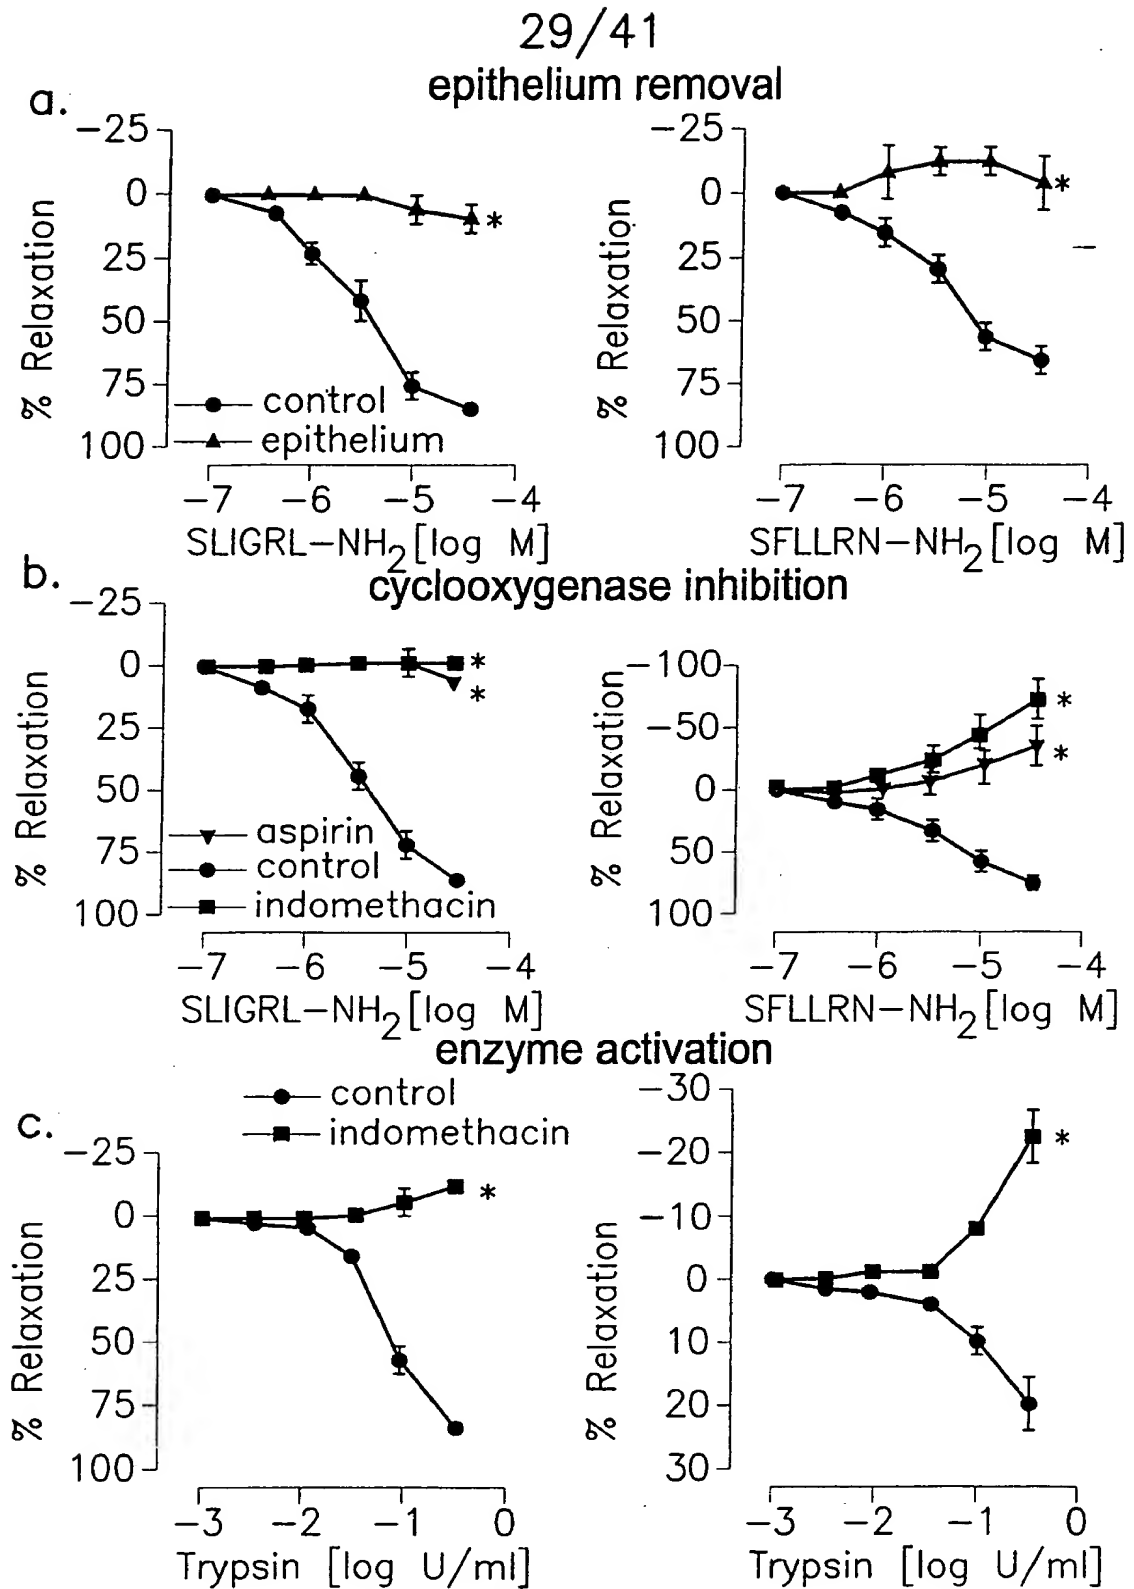 29/41
epithelium removal
a.
−25
0
25
50
75
100
% Relaxation
control
epithelium
−7 −6 −5 −4
SLIGRL−NH2[log M]
−25
0
25
50
75
100
% Relaxation
*
*
−7 −6 −5 −4
SFLLRN−NH2[log M]
b.
cyclooxygenase inhibition
−25
0
25
50
75
100
% Relaxation
*
*
aspirin
control
indomethacin
−7 −6 −5 −4
SLIGRL−NH2[log M]
−100
−50
0
50
100
% Relaxation
*
*
−7 −6 −5 −4
SFLLRN−NH2[log M]
enzyme activation
c.
control
indomethacin
−25
0
25
50
75
100
% Relaxation
*
−3 −2 −1 0
Trypsin [log U/ml]
−30
−20
−10
0
10
20
30
% Relaxation
*
−3 −2 −1 0
Trypsin [log U/ml]